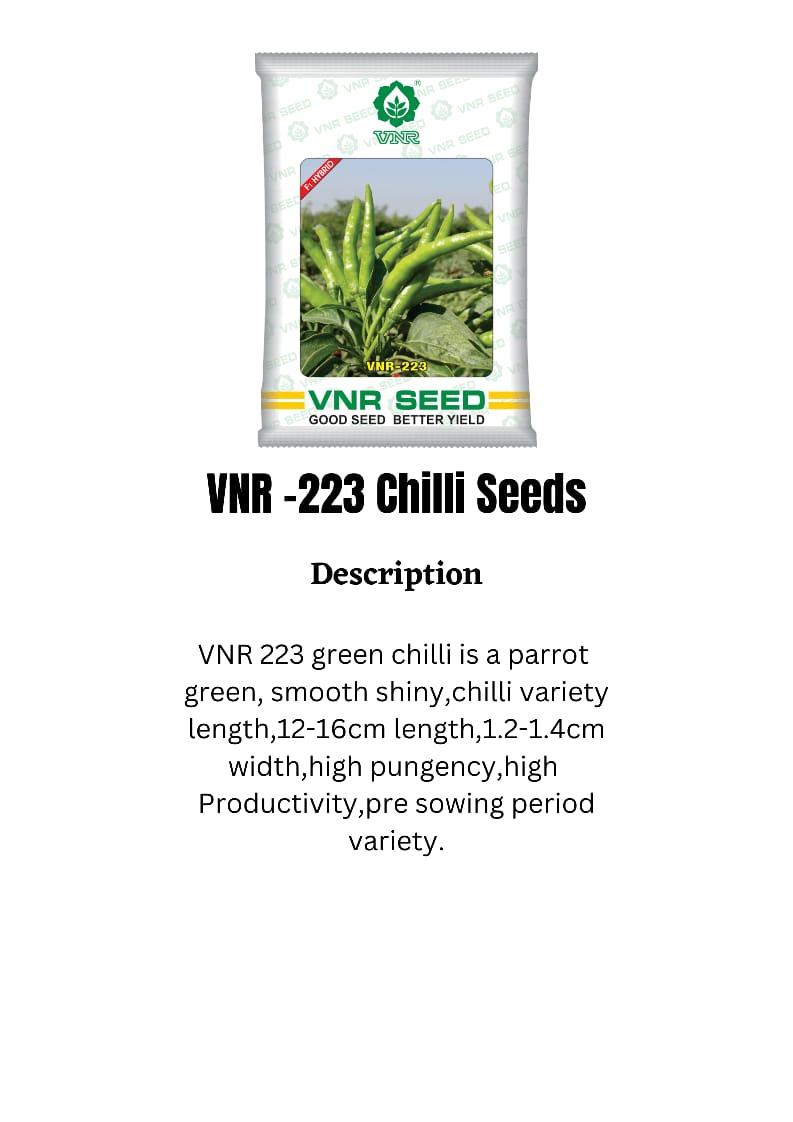 VNR
F1 HYBRID
VNR-223
VNR SEED
GOOD SEED BETTER YIELD
VNR -223 Chilli Seeds
Description
VNR 223 green chilli is a parrot
green, smooth shiny,chilli variety
length,12-16cm length,1.2-1.4cm
width,high pungency,high
Productivity,pre sowing period
variety.